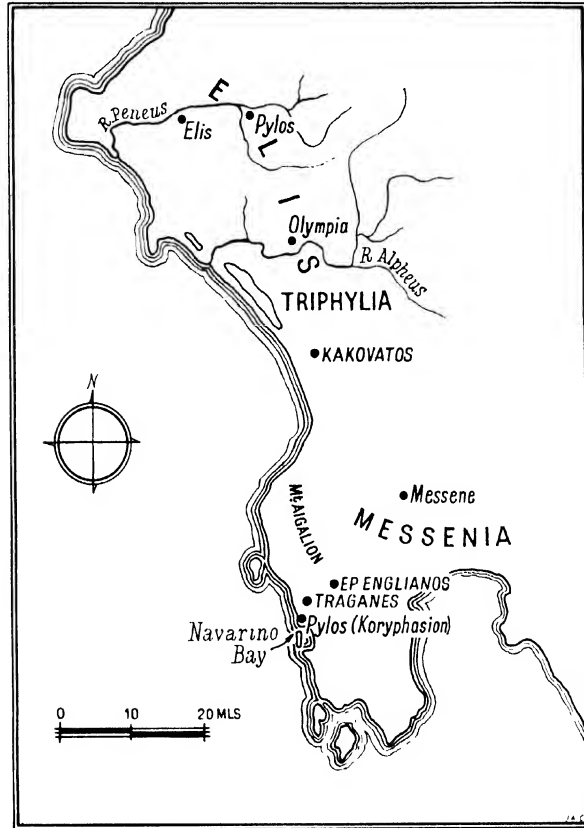 R. Peneus
E
L
I
S
Pylos
Elis
Olympia
R Alpheus
TRIPHYLIA
KAKOVATOS
N
Messene
Mt. AIGALION
MESSENIA
EP ENGLIANOS
TRAGANES
Pylos (Koryphasion)
Navarino
Bay
0 10 20 MLS